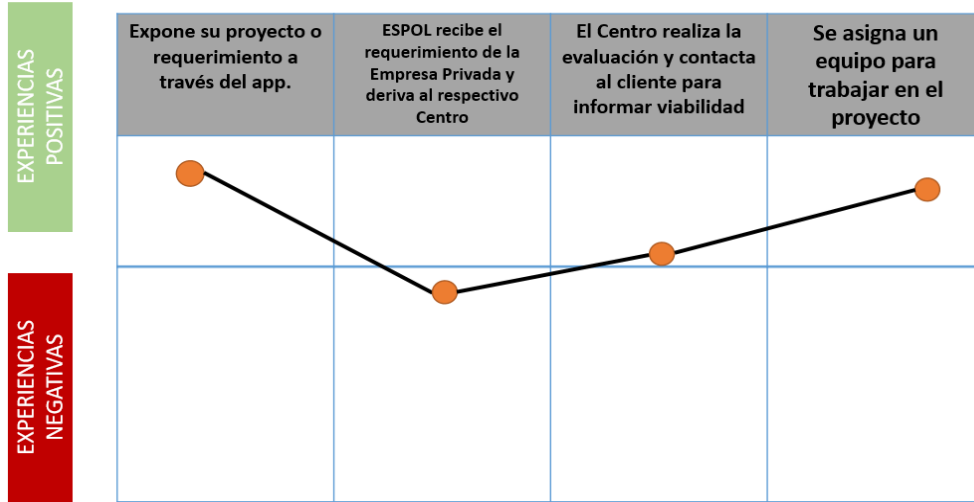 EXPERIENCIAS
POSITIVAS
Expone su proyecto o
requerimiento a
través del app.
ESPOL recibe el
requerimiento de la
Empresa Privada y
deriva al respectivo
Centro
El Centro realiza la
evaluación y contacta
al cliente para
informar viabilidad
Se asigna un
equipo para
trabajar en el
proyecto
EXPERIENCIAS
NEGATIVAS